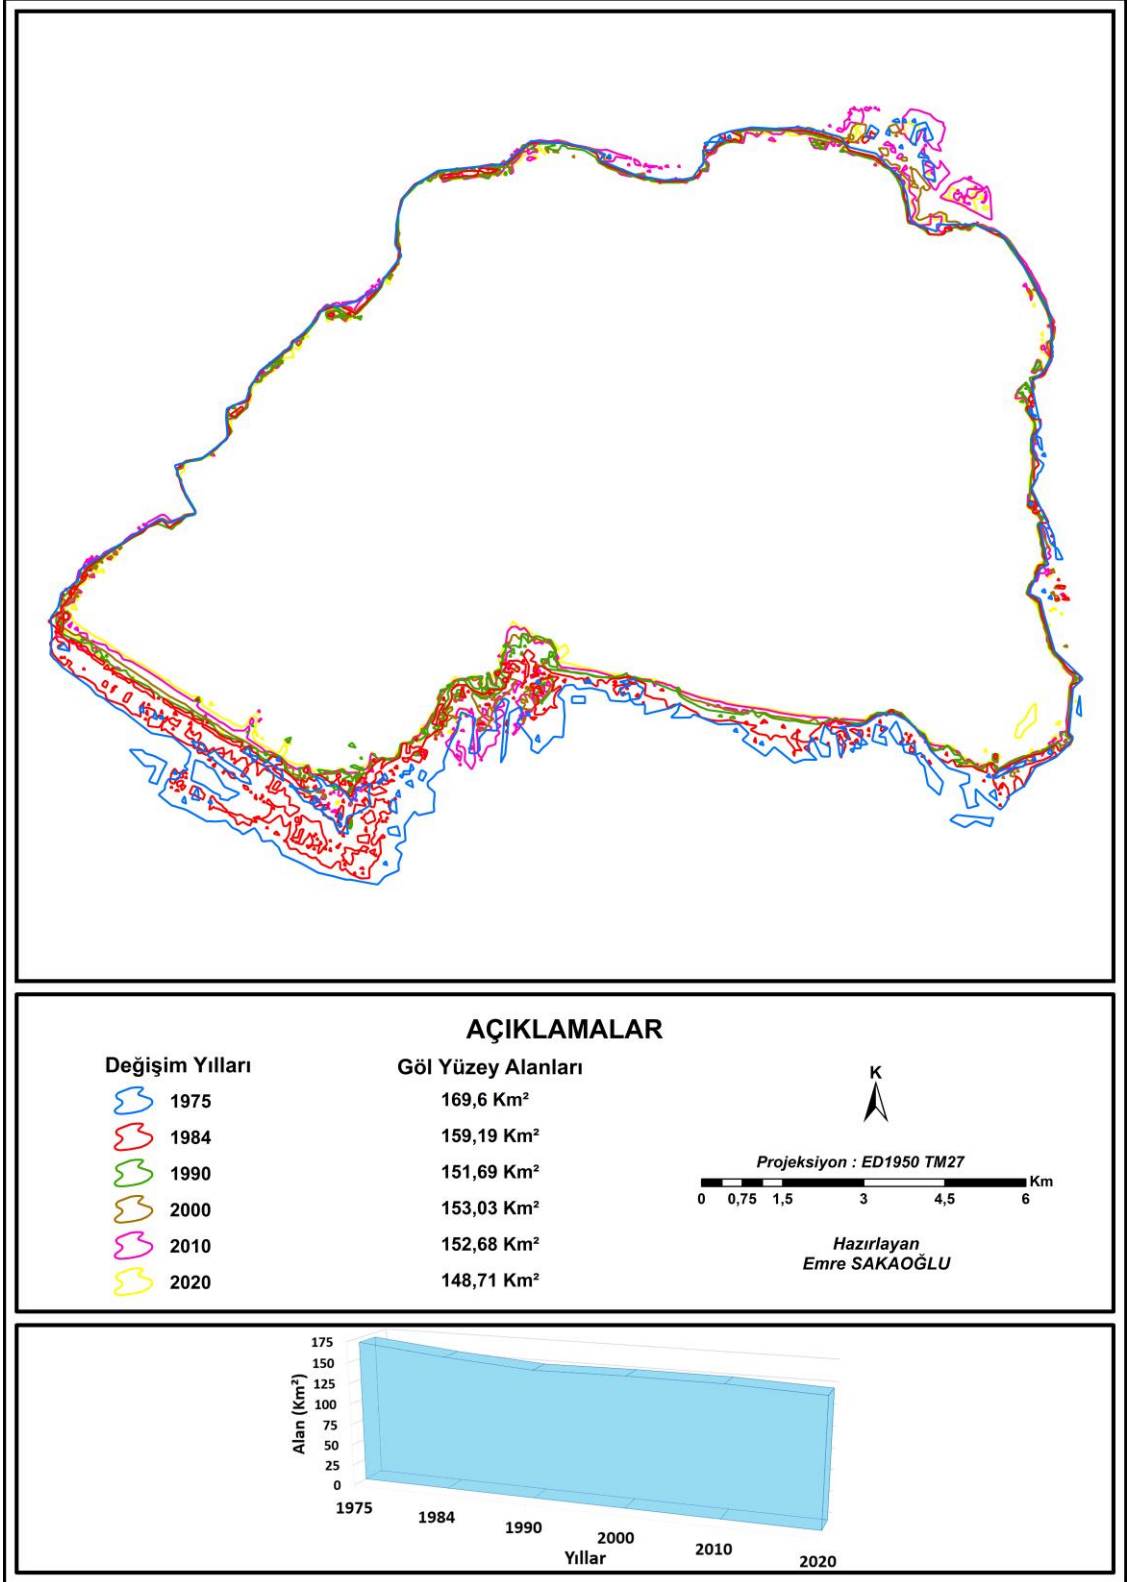 AÇIKLAMALAR
Değişim Yılları
Göl Yüzey Alanları
1975
169,6 Km²
1984
159,19 Km²
1990
151,69 Km²
2000
153,03 Km²
2010
152,68 Km²
2020
148,71 Km²
K
Projeksiyon : ED1950 TM27
Km
0 0,75 1,5 3 4,5 6
Hazırlayan
Emre SAKAOĞLU
Alan (Km²)
175
150
125
100
75
50
25
0
1975 1984 1990 2000 2010 2020
Yıllar